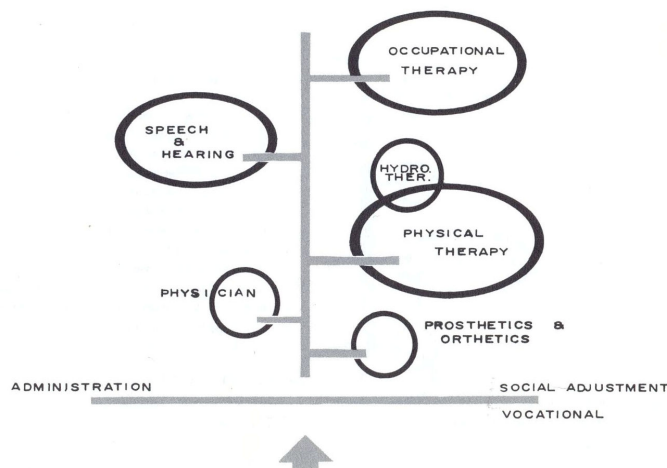 OCCUPATIONAL
THERAPY
SPEECH
&
HEARING
HYDRO.
THER.
PHYSICAL
THERAPY
PHYSICIAN
PROSTHETICS &
ORTHETICS
ADMINISTRATION
SOCIAL ADJUSTMENT
VOCATIONAL